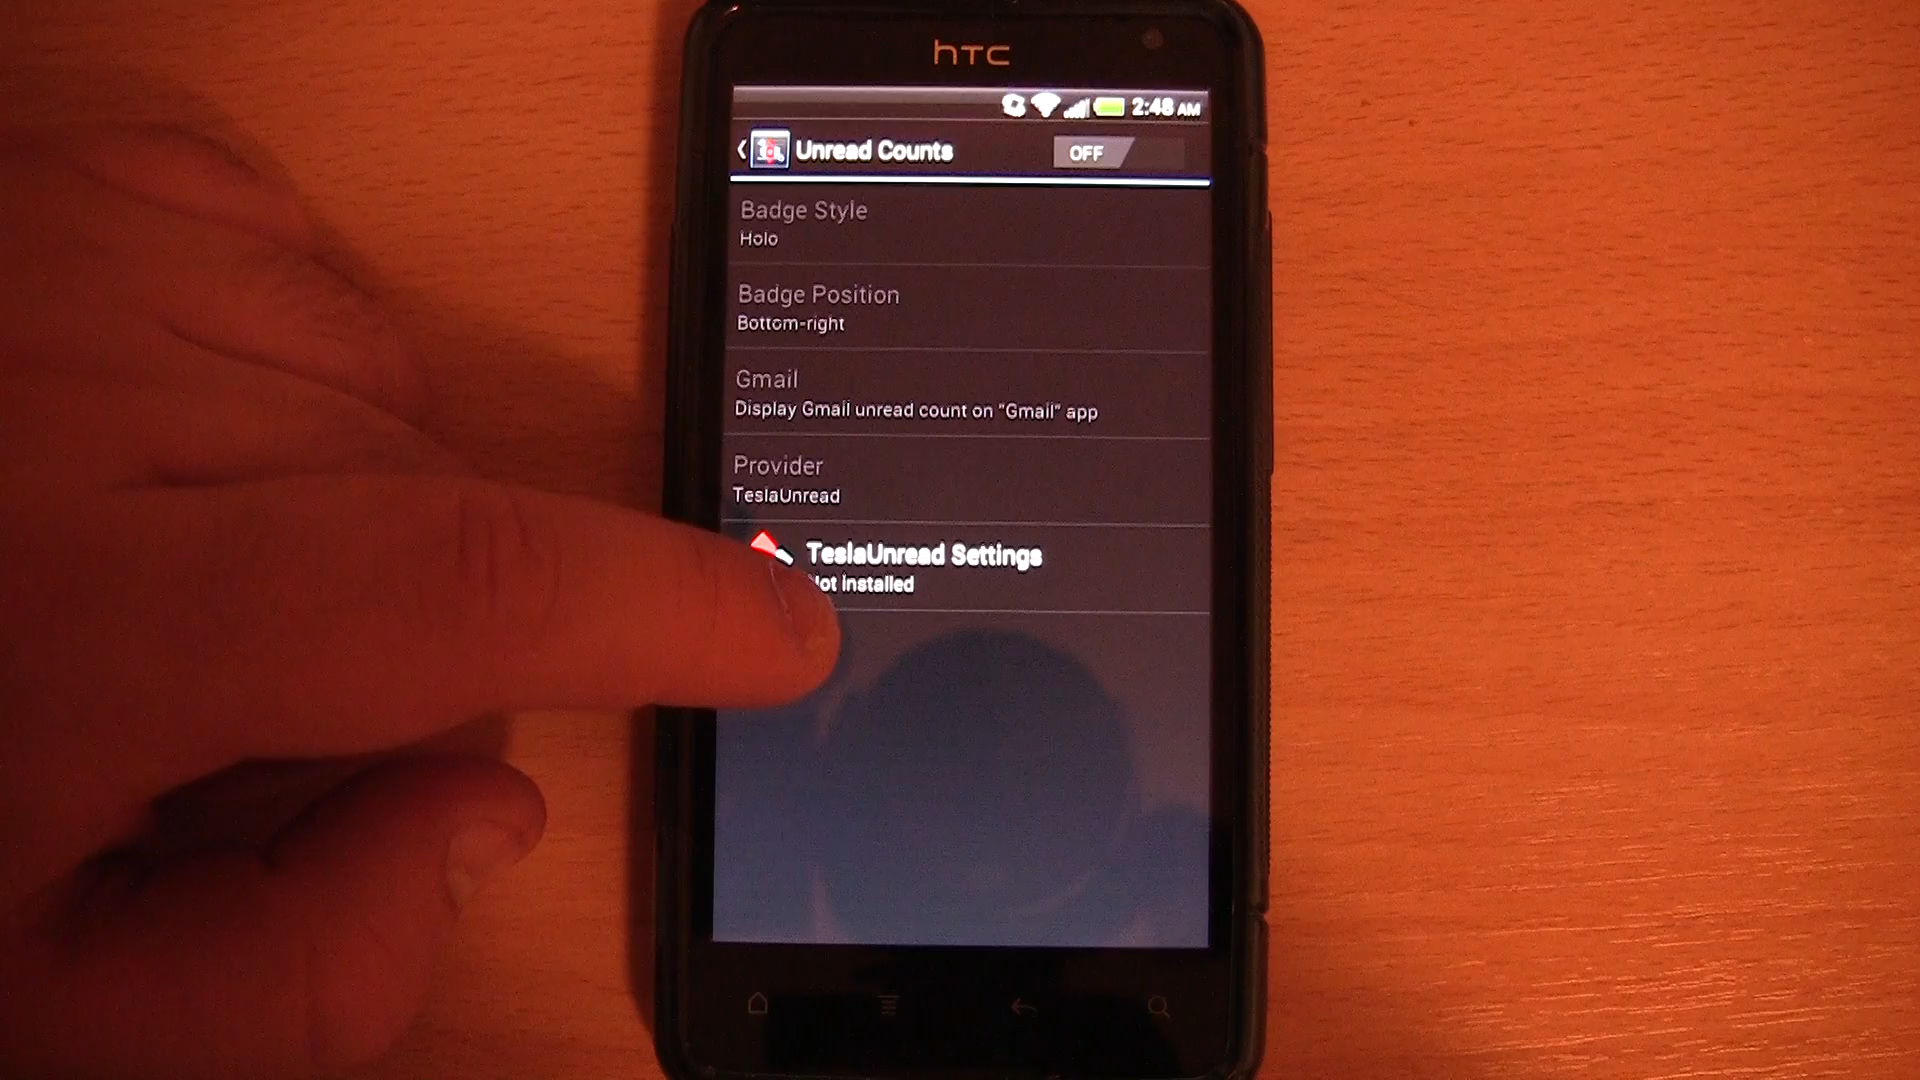 hTC
2:48 AM
Unread Counts
OFF
Badge Style
Holo
Badge Position
Bottom-right
Gmail
Display Gmail unread count on "Gmail" app
Provider
TeslaUnread
TeslaUnread Settings
Not installed